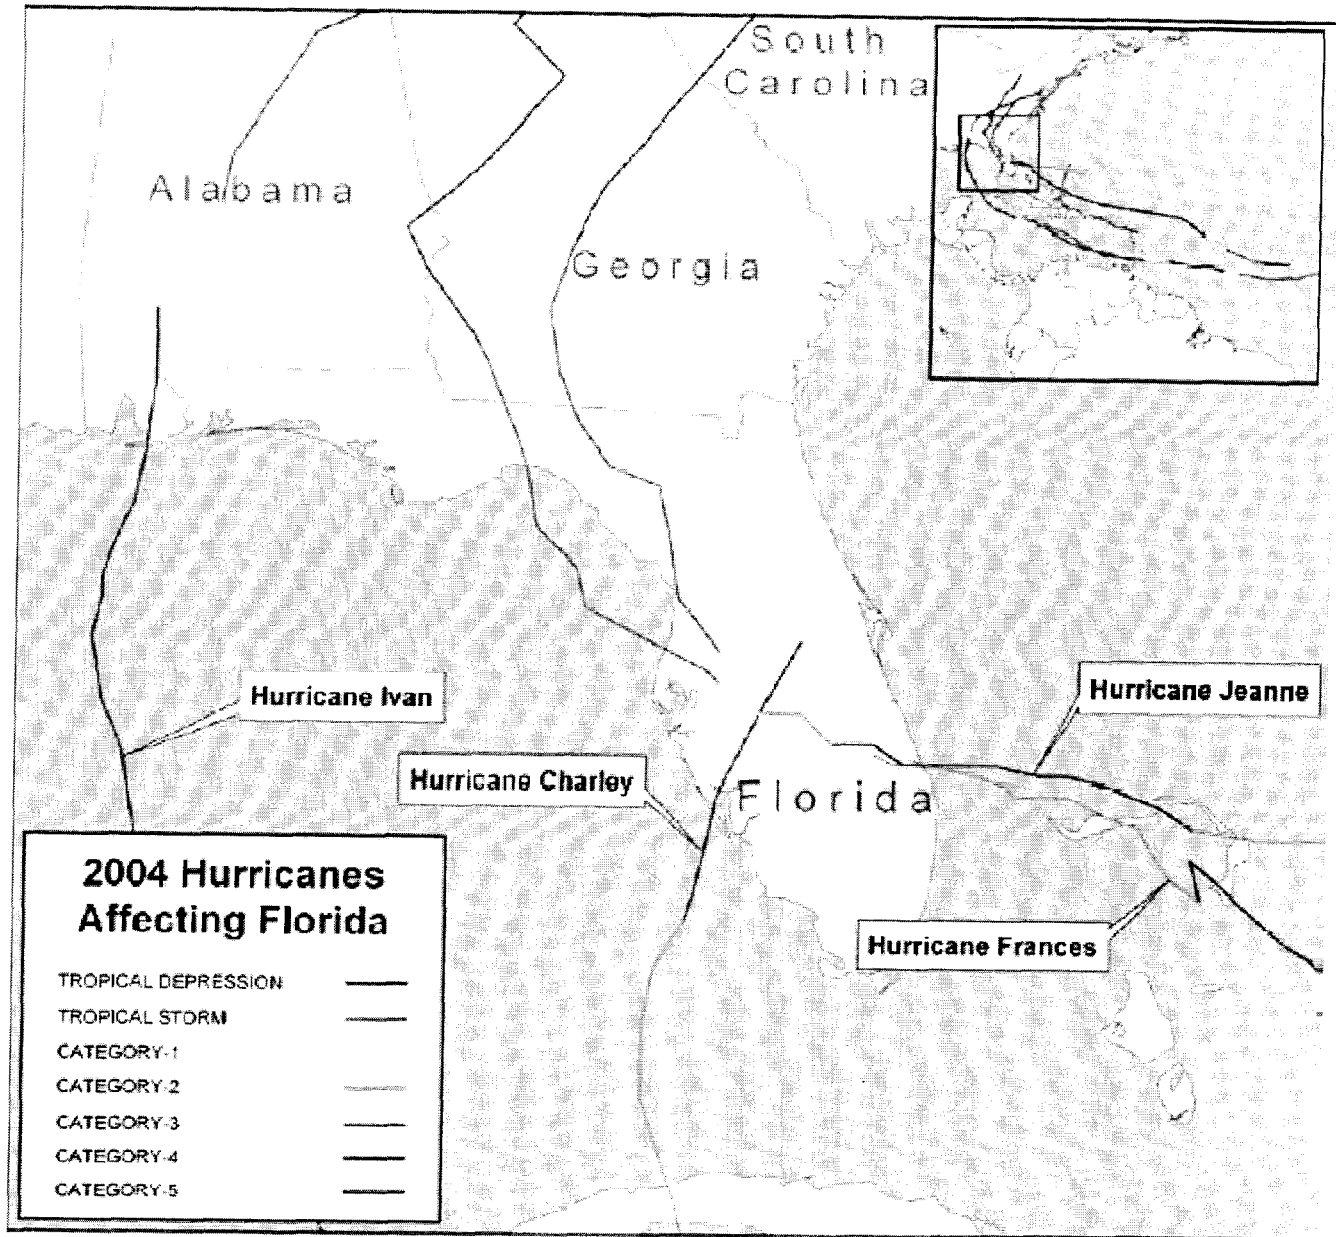 South
Carolina
Alabama
Georgia
Hurricane Ivan
Hurricane Jeanne
Hurricane Charley
Florida
Hurricane Frances
2004 Hurricanes
Affecting Florida
TROPICAL DEPRESSION
TROPICAL STORM
CATEGORY-1
CATEGORY-2
CATEGORY-3
CATEGORY-4
CATEGORY-5